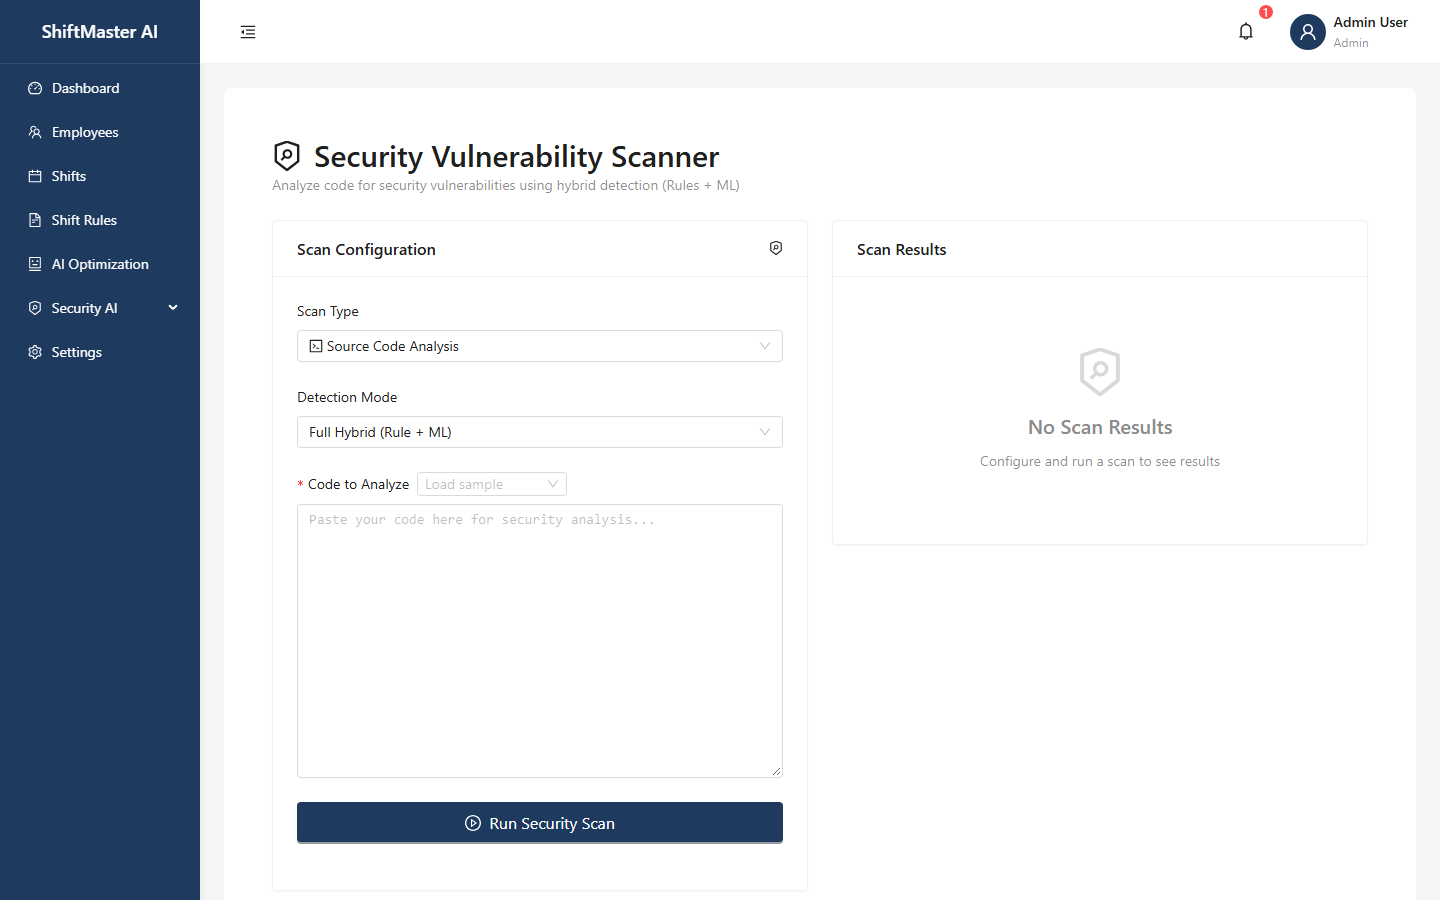 ShiftMaster AI
Dashboard
Employees
Shifts
Shift Rules
AI Optimization
Security AI
Settings
1
Admin User
Admin
Security Vulnerability Scanner
Analyze code for security vulnerabilities using hybrid detection (Rules + ML)
Scan Configuration
Scan Type
Source Code Analysis
Detection Mode
Full Hybrid (Rule + ML)
* Code to Analyze Load sample
Paste your code here for security analysis...
Run Security Scan
Scan Results
No Scan Results
Configure and run a scan to see results